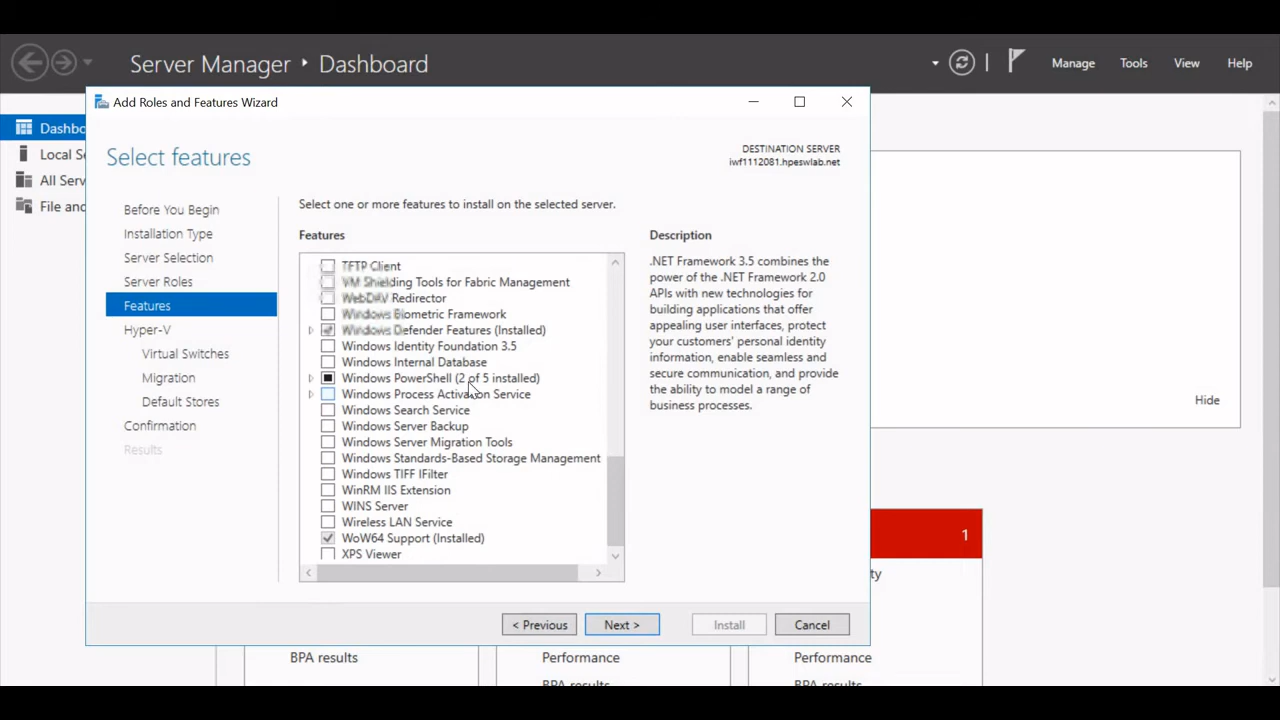 Server Manager ‣ Dashboard
Manage
Tools
View
Help
Add Roles and Features Wizard
Dashbo
Local Se
All Serv
File and
Select features
DESTINATION SERVER
iwf1112081.hpeswlab.net
Before You Begin
Installation Type
Server Selection
Server Roles
Features
Hyper-V
Virtual Switches
Migration
Default Stores
Confirmation
Results
Select one or more features to install on the selected server.
Features
TFTP Client
VM Shielding Tools for Fabric Management
WebDAV Redirector
Windows Biometric Framework
Windows Defender Features (Installed)
Windows Identity Foundation 3.5
Windows Internal Database
Windows PowerShell (2 of 5 installed)
Windows Process Activation Service
Windows Search Service
Windows Server Backup
Windows Server Migration Tools
Windows Standards-Based Storage Management
Windows TIFF IFilter
WinRM IIS Extension
WINS Server
Wireless LAN Service
WoW64 Support (Installed)
XPS Viewer
Description
.NET Framework 3.5 combines the
power of the .NET Framework 2.0
APIs with new technologies for
building applications that offer
appealing user interfaces, protect
your customers' personal identity
information, enable seamless and
secure communication, and provide
the ability to model a range of
business processes.
Hide
1
ty
< Previous
Next >
Install
Cancel
BPA results
Performance
BPA results
Performance
BPA results